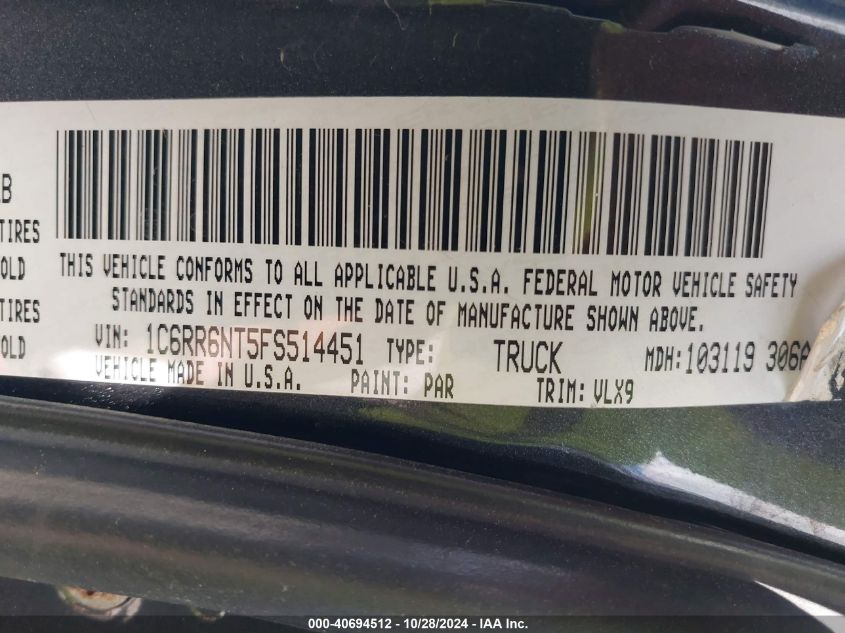 B
TIRES
OLD
TIRES
OLD
THIS VEHICLE CONFORMS TO ALL APPLICABLE U.S.A. FEDERAL MOTOR VEHICLE SAFETY
STANDARDS IN EFFECT ON THE DATE OF MANUFACTURE SHOWN ABOVE.
VIN: 1C6RR6NT5FS514451 TYPE: TRUCK MDH: 103119 306A
VEHICLE MADE IN U.S.A. PAINT: PAR TRIM: VLX9
000-40694512 / 10/28/2024 - IAA Inc.